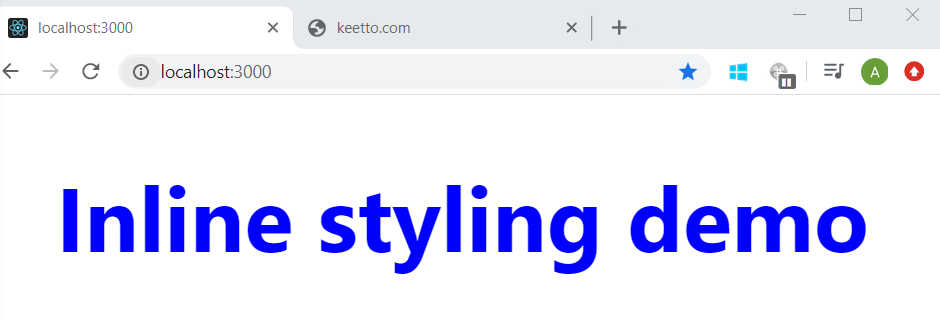 localhost:3000
keetto.com
localhost:3000
A
Inline styling demo